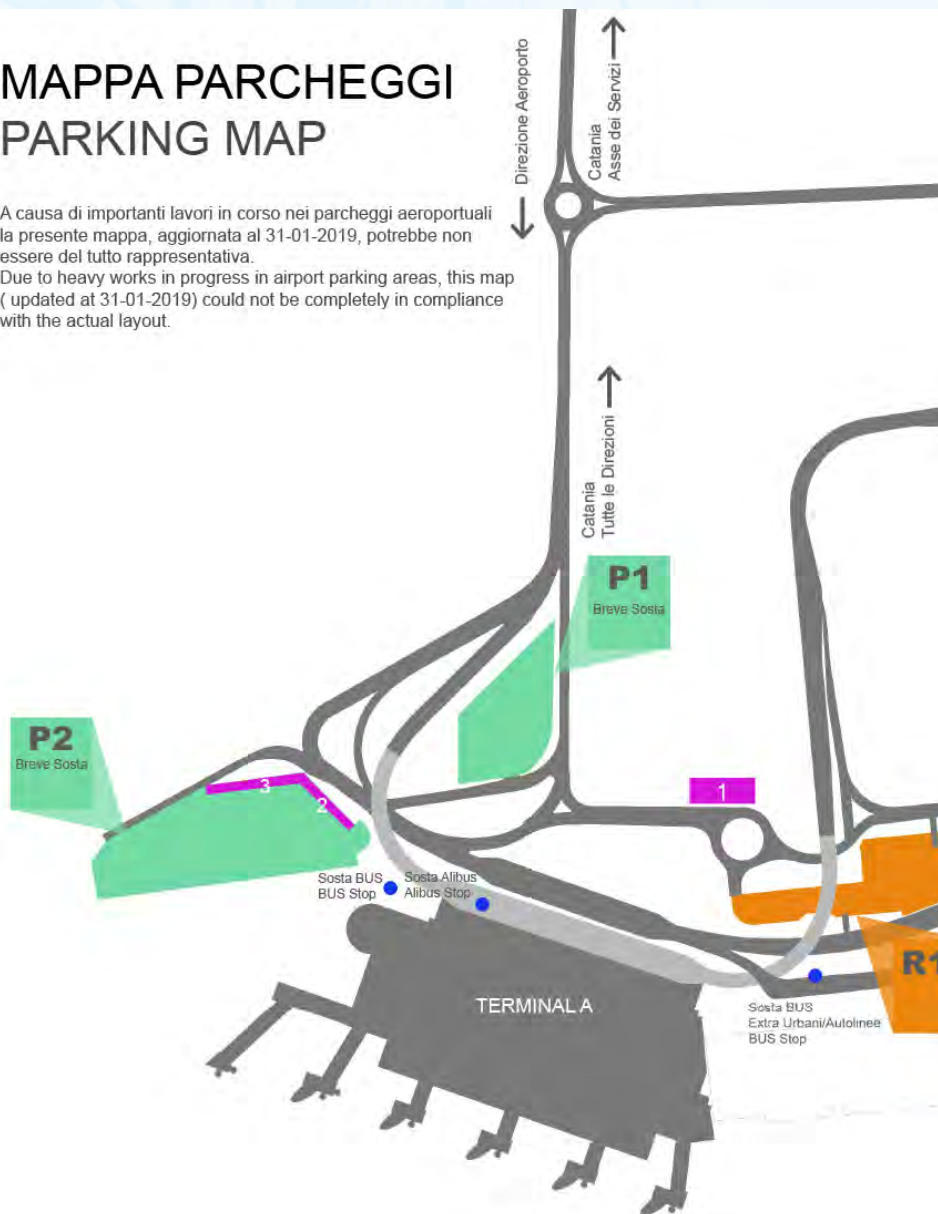 MAPPA PARCHEGGI
PARKING MAP
Direzione Aeroporto
Catania
Asse dei Servizi
A causa di importanti lavori in corso nei parcheggi aeroportuali
la presente mappa, aggiornata al 31-01-2019, potrebbe non
essere del tutto rappresentativa.
Due to heavy works in progress in airport parking areas, this map
( updated at 31-01-2019) could not be completely in compliance
with the actual layout.
Catania
Tutte le Direzioni
P1
Breve Sosta
P2
Breve Sosta
3
2
1
Sosta BUS
BUS Stop
Sosta Alibus
Alibus Stop
R1
TERMINAL A
Sosta BUS
Extra Urbani/Autolinee
BUS Stop